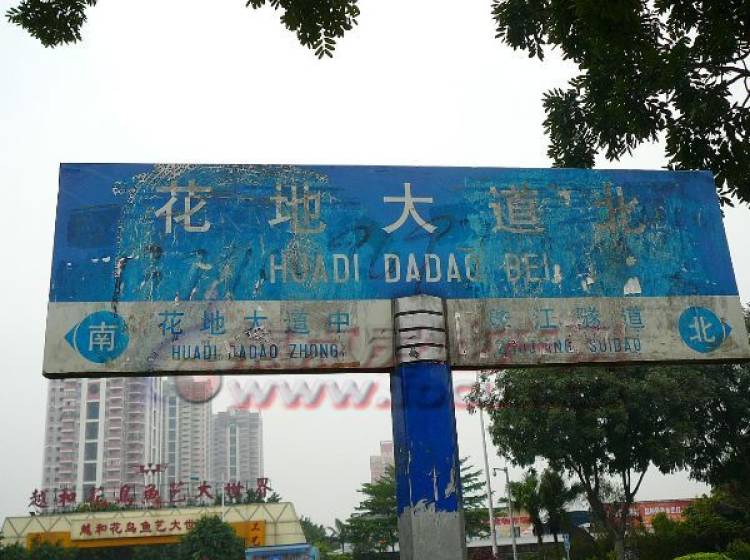 花地大道北
HUADI DADAO BEI
南 花地大道中
HUADI DADAO ZHONG
珠江隧道 北
ZHUJIANG SUIDAO
越和花鸟鱼艺大世界
越和花鸟鱼艺大世界